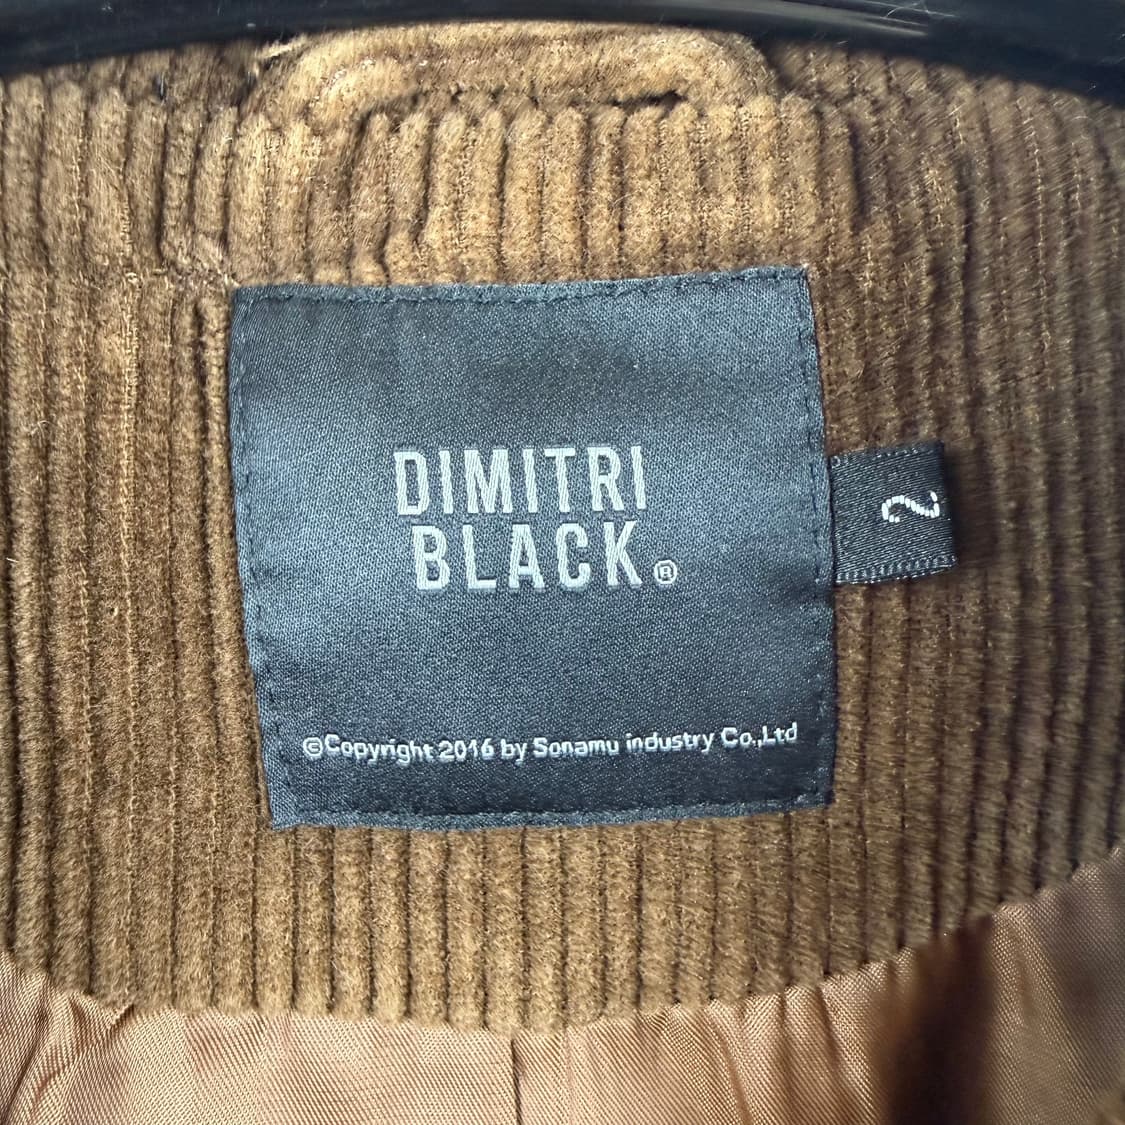 DIMITRI
BLACK®
2
©Copyright 2016 by Sonamu industry Co.,Ltd